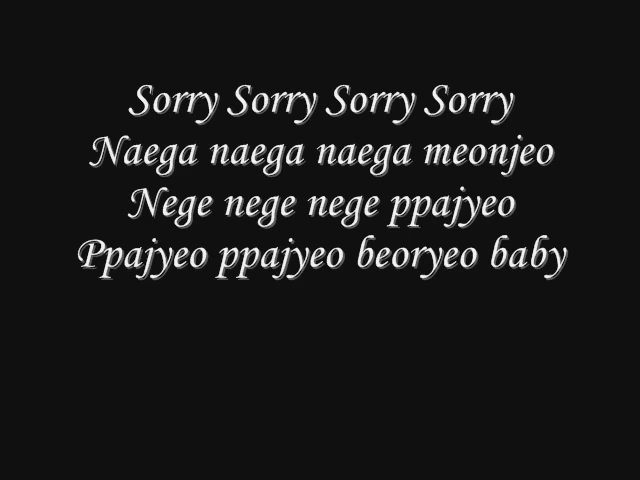 Sorry Sorry Sorry Sorry
Naega naega naega meonjeo
Nege nege nege ppajyeo
Ppajyeo ppajyeo beoryeo baby